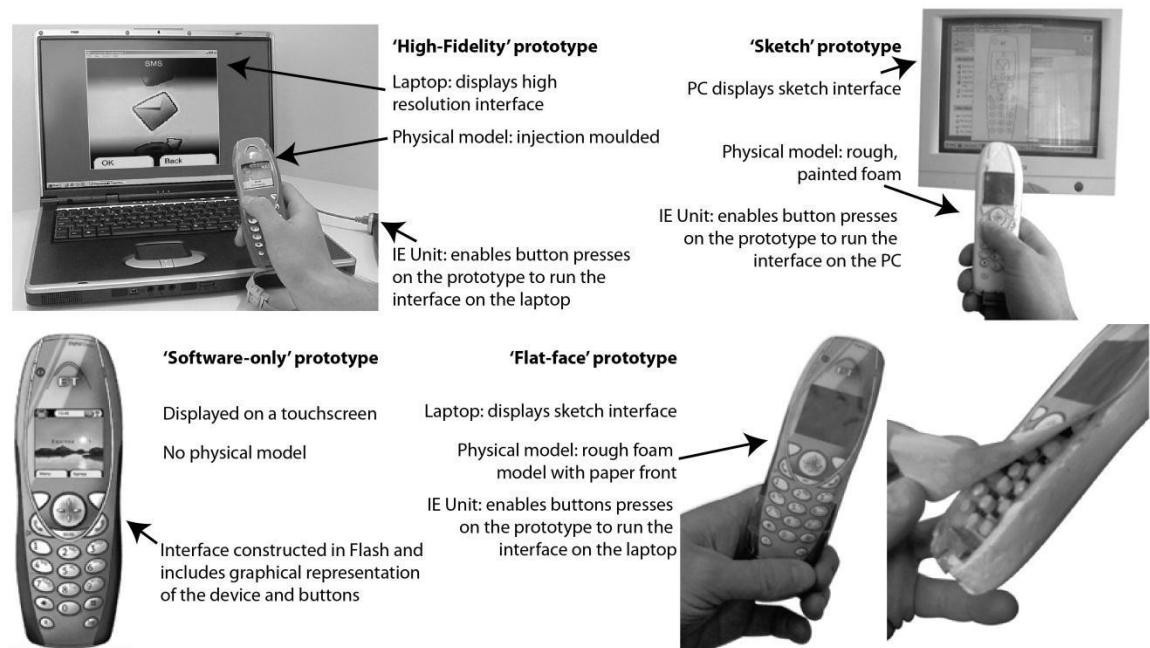 'High-Fidelity' prototype
Laptop: displays high
resolution interface
Physical model: injection moulded
IE Unit: enables button presses
on the prototype to run the
interface on the laptop
SMS
OK Back
'Sketch' prototype
PC displays sketch interface
Physical model: rough,
painted foam
IE Unit: enables button presses
on the prototype to run the
interface on the PC
'Software-only' prototype
Displayed on a touchscreen
No physical model
Interface constructed in Flash and
includes graphical representation
of the device and buttons
BT
'Flat-face' prototype
Laptop: displays sketch interface
Physical model: rough foam
model with paper front
IE Unit: enables buttons presses
on the prototype to run the
interface on the laptop